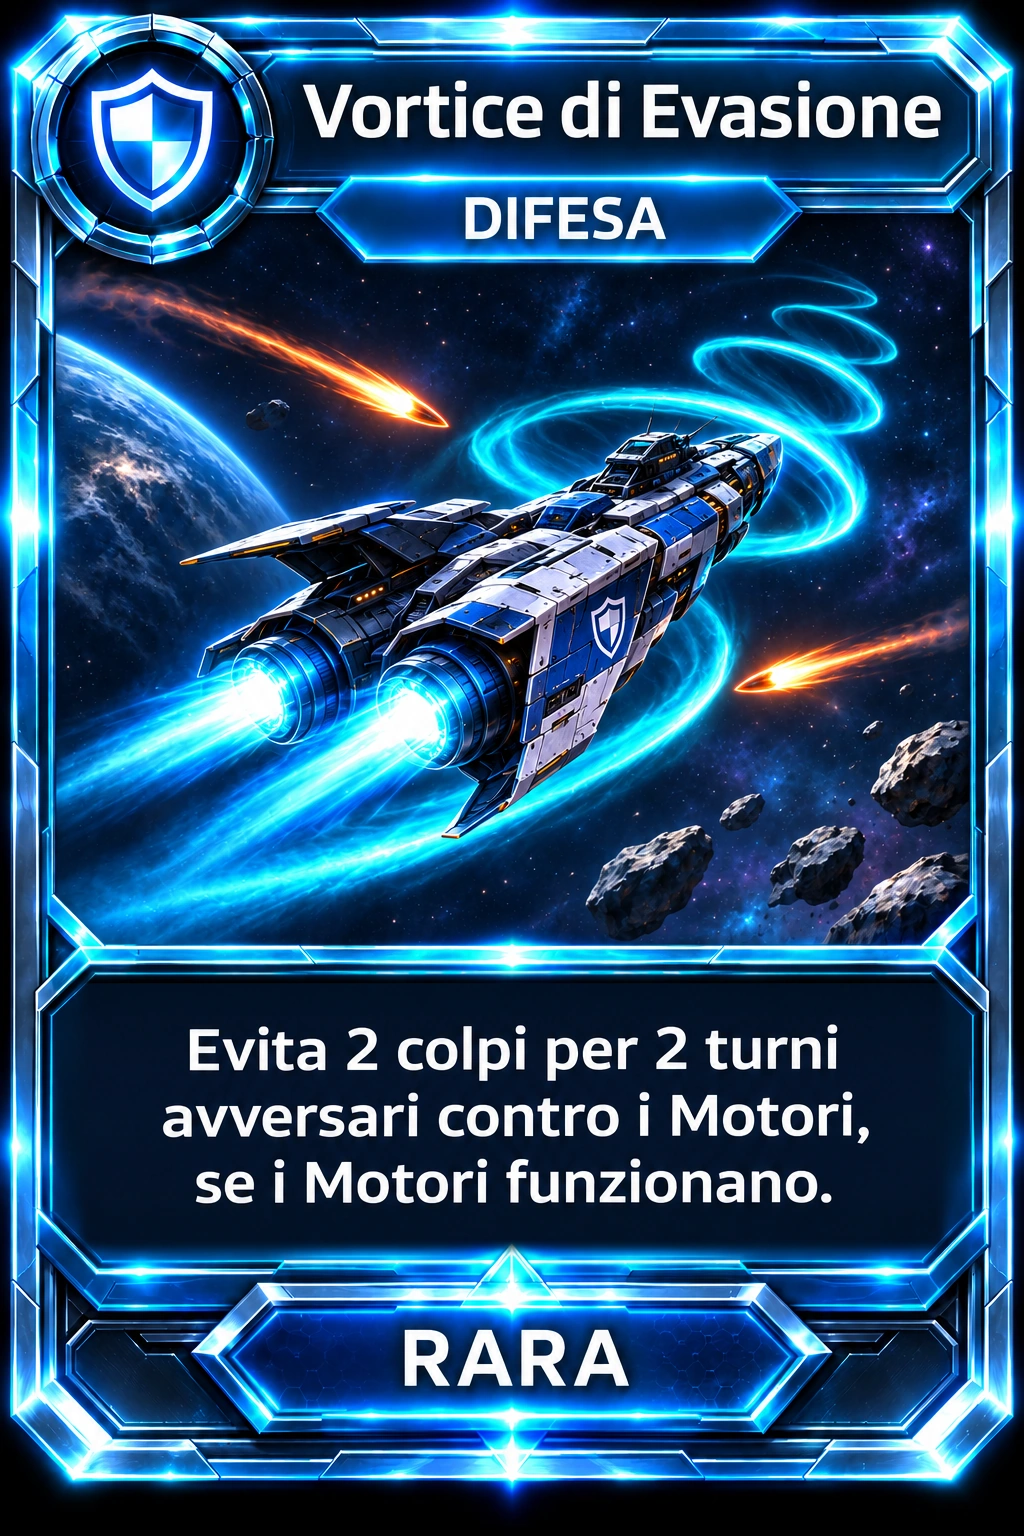 Vortice di Evasione
DIFESA
Evita 2 colpi per 2 turni
avversari contro i Motori,
se i Motori funzionano.
RARA